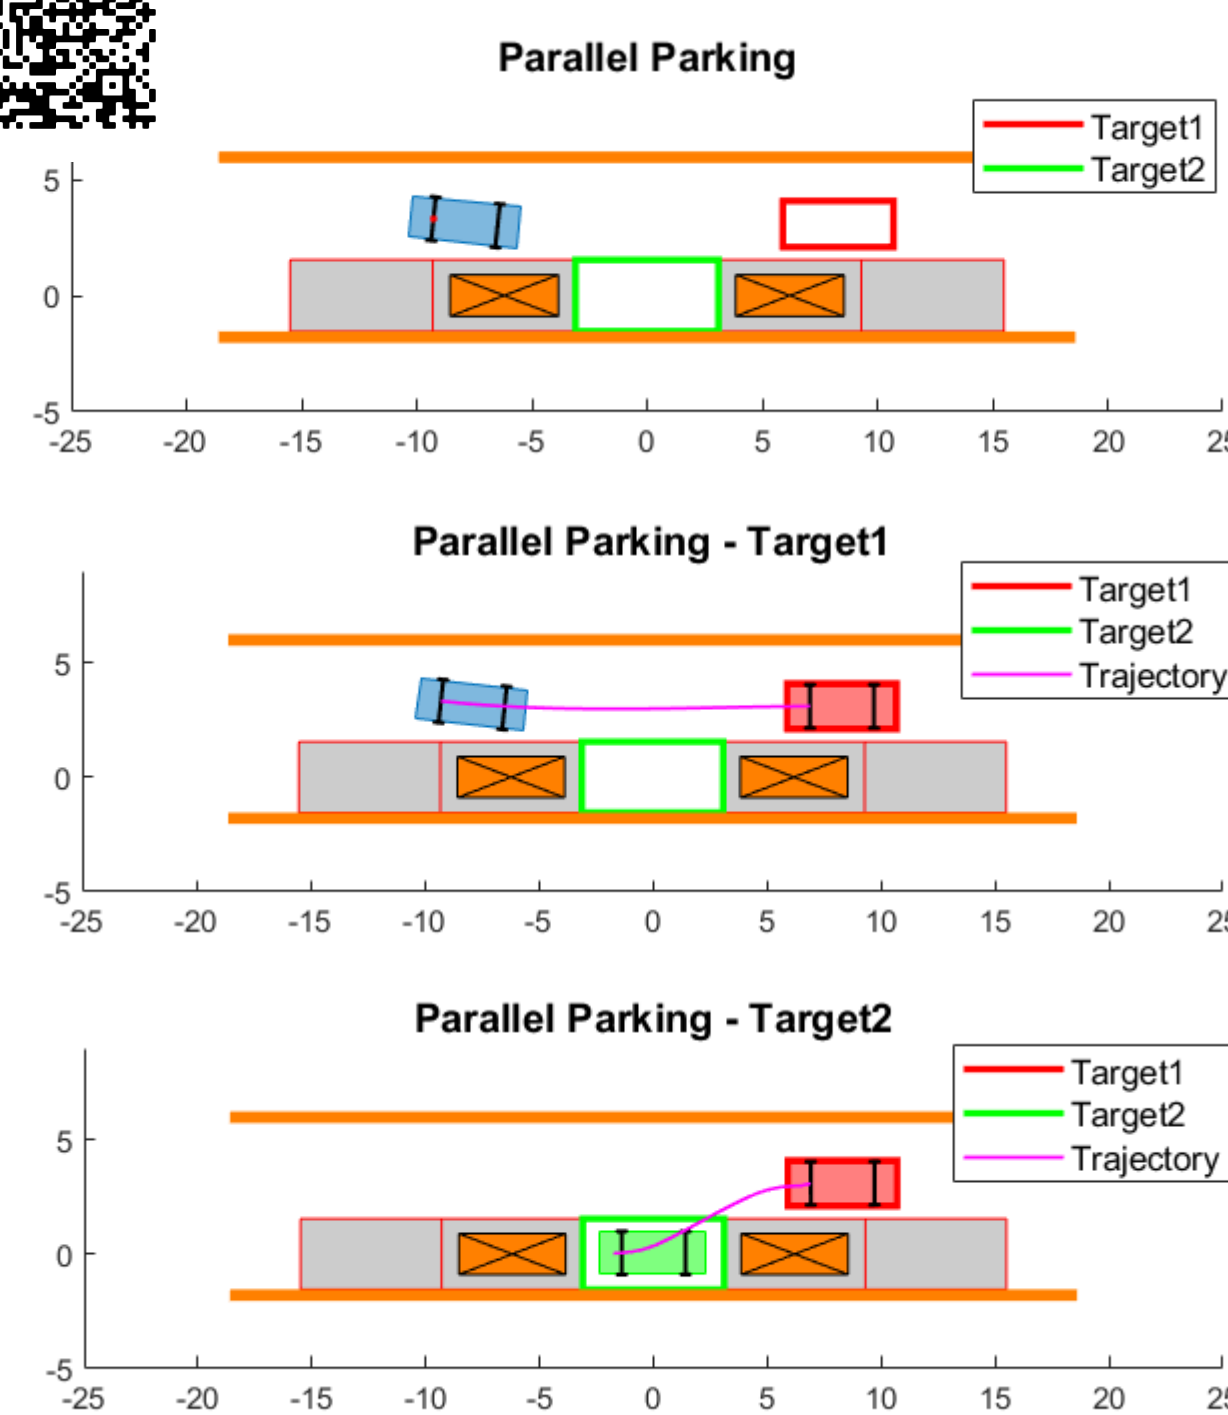 Parallel Parking
Target1
Target2
5
0
-5
-25 -20 -15 -10 -5 0 5 10 15 20 25
Parallel Parking - Target1
Target1
Target2
Trajectory
5
0
-5
-25 -20 -15 -10 -5 0 5 10 15 20 25
Parallel Parking - Target2
Target1
Target2
Trajectory
5
0
-5
-25 -20 -15 -10 -5 0 5 10 15 20 25